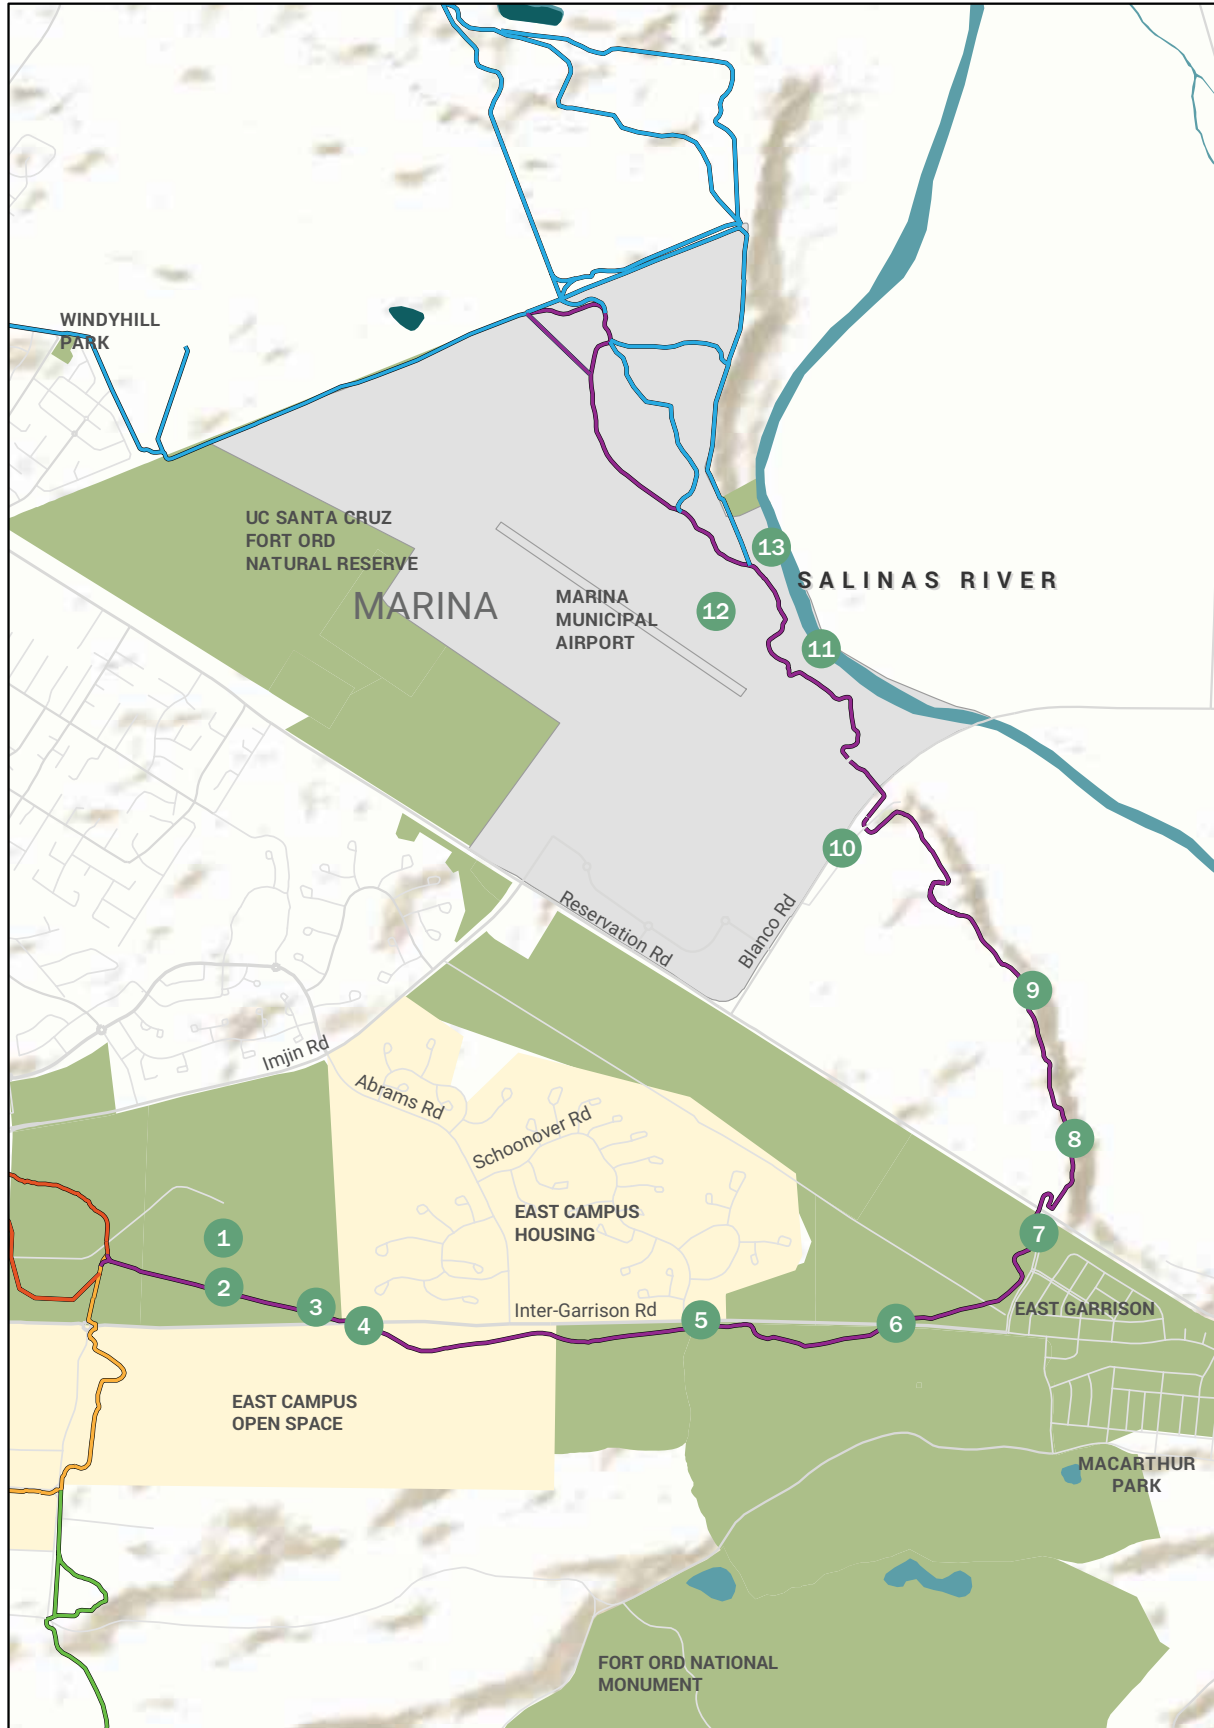 WINDYHILL
PARK
UC SANTA CRUZ
FORT ORD
NATURAL RESERVE
MARINA
MARINA
MUNICIPAL
AIRPORT
13
SALINAS RIVER
12
11
10
Reservation Rd
Blanco Rd
9
Imjin Rd
Abrams Rd
Schoonover Rd
8
EAST CAMPUS
HOUSING
7
1
2
3
4
Inter-Garrison Rd
5
6
EAST GARRISON
EAST CAMPUS
OPEN SPACE
MACARTHUR
PARK
FORT ORD NATIONAL
MONUMENT